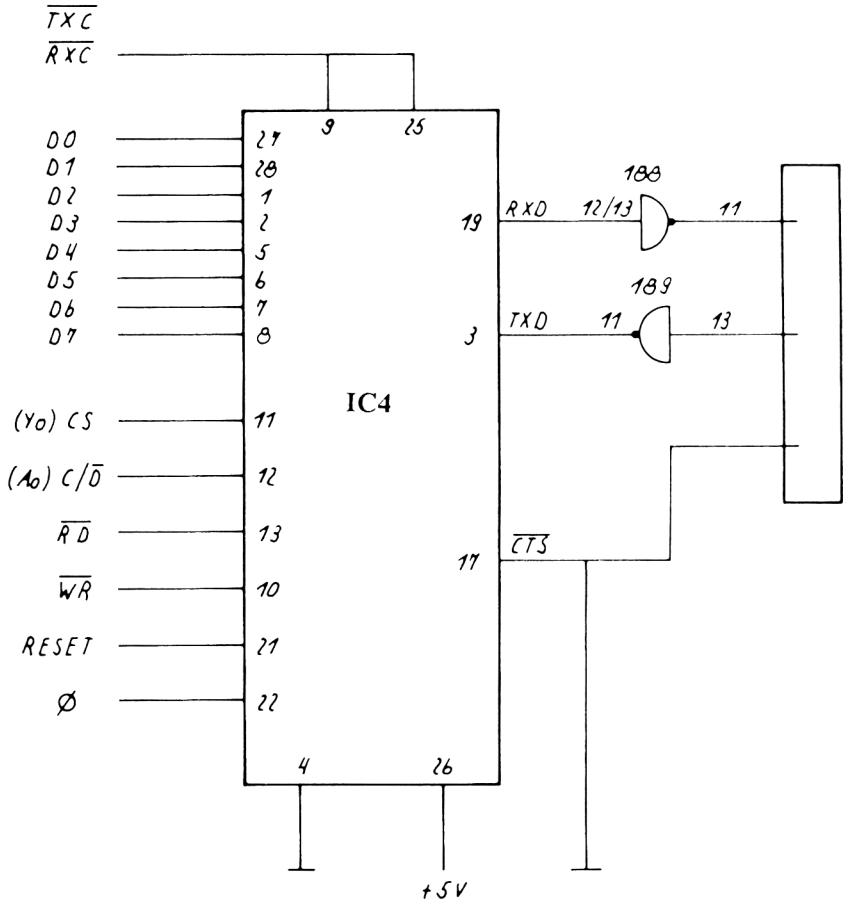 TXC
RXC
9 25
D0 27
D1 28
D2 1
D3 2
D4 5
D5 6
D6 7
D7 8
188
19 RXD 12/13 11
189
3 TXD 11 13
IC4
(Y0) CS 11
(A0) C/D̅ 12
RD 13
17 CTS
WR 10
RESET 21
Ø 22
4 26
+5V